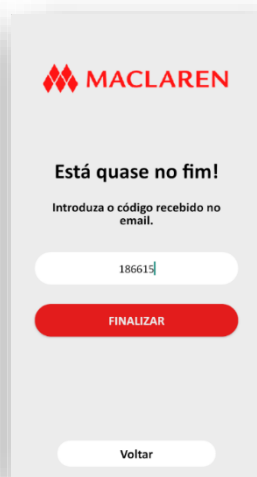 MACLAREN
Está quase no fim!
Introduza o código recebido no
email.
186615
FINALIZAR
Voltar